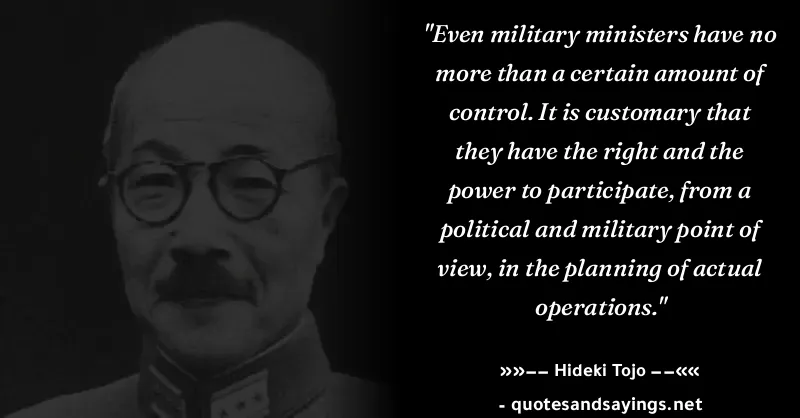 "Even military ministers have no
more than a certain amount of
control. It is customary that
they have the right and the
power to participate, from a
political and military point of
view, in the planning of actual
operations."
»»–– Hideki Tojo ––««
- quotesandsayings.net